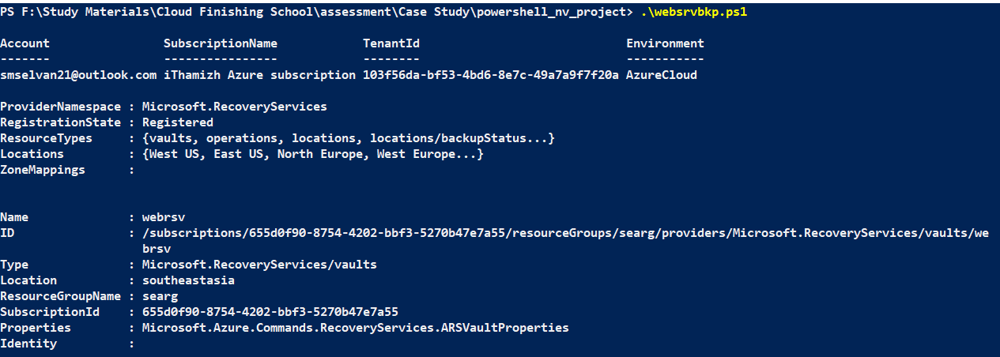 PS F:\Study Materials\Cloud Finishing School\assessment\Case Study\powershell_nv_project> .\websrvbkp.ps1
Account SubscriptionName TenantId Environment
------- ---------------- -------- -----------
smselvan21@outlook.com iThamizh Azure subscription 103f56da-bf53-4bd6-8e7c-49a7a9f7f20a AzureCloud
ProviderNamespace : Microsoft.RecoveryServices
RegistrationState : Registered
ResourceTypes : {vaults, operations, locations, locations/backupStatus...}
Locations : {West US, East US, North Europe, West Europe...}
ZoneMappings :
Name : webrsv
ID : /subscriptions/655d0f90-8754-4202-bbf3-5270b47e7a55/resourceGroups/searg/providers/Microsoft.RecoveryServices/vaults/we
brsv
Type : Microsoft.RecoveryServices/vaults
Location : southeastasia
ResourceGroupName : searg
SubscriptionId : 655d0f90-8754-4202-bbf3-5270b47e7a55
Properties : Microsoft.Azure.Commands.RecoveryServices.ARSVaultProperties
Identity :